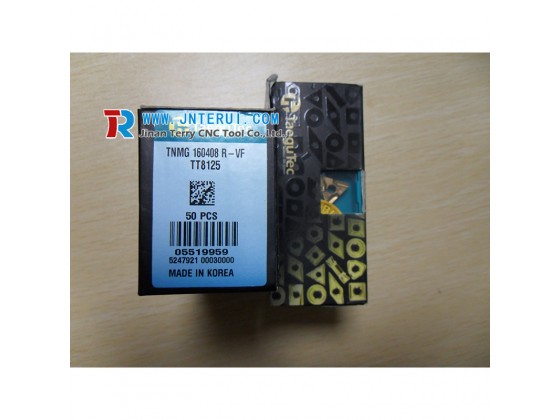 WWW.JNTERUI.COM
Jinan Terry CNC Tool Co., Ltd.
TR
TNMG 160408 R-VF
TT8125
50 PCS
05519959
5247921 00030000
MADE IN KOREA
TaeguTec